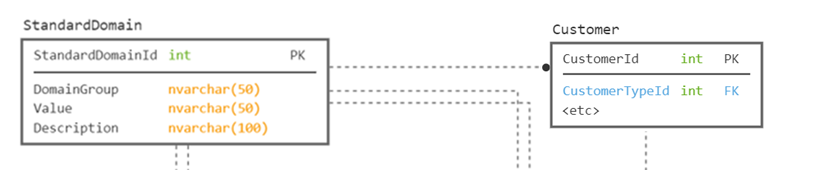 StandardDomain
StandardDomainId int PK
DomainGroup nvarchar(50)
Value nvarchar(50)
Description nvarchar(100)
Customer
CustomerId int PK
CustomerTypeId int FK
<etc>